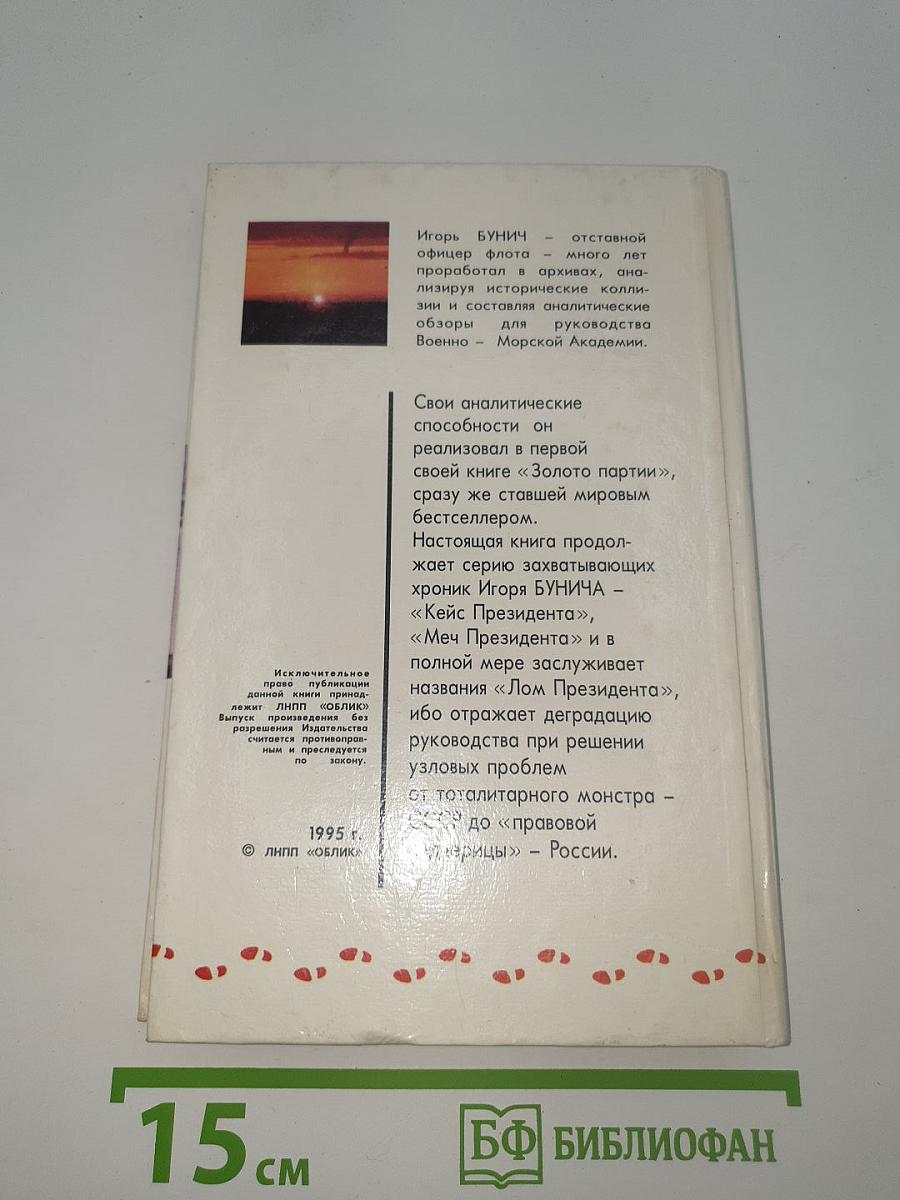 Игорь БУНИЧ – отставной
офицер флота – много лет
проработал в архивах, ана-
лизируя исторические колли-
зии и составляя аналитические
обзоры для руководства
Военно – Морской Академии.
Свои аналитические
способности он
реализовал в первой
своей книге «Золото партии»,
сразу же ставшей мировым
бестселлером.
Настоящая книга продол-
жает серию захватывающих
хроник Игоря БУНИЧА –
«Кейс Президента»,
«Меч Президента» и в
полной мере заслуживает
названия «Лом Президента»,
ибо отражает деградацию
руководства при решении
узловых проблем
от тоталитарного монстра –
СССР до «правовой
– России.
Исключительное
право публикации
данной книги принад-
лежит ЛНПП «ОБЛИК»
Выпуск произведения без
разрешения Издательства
считается противоправ-
ным и преследуется
по закону.
1995 г.
© ЛНПП «ОБЛИК»
15 см
БФ БИБЛИОФАН